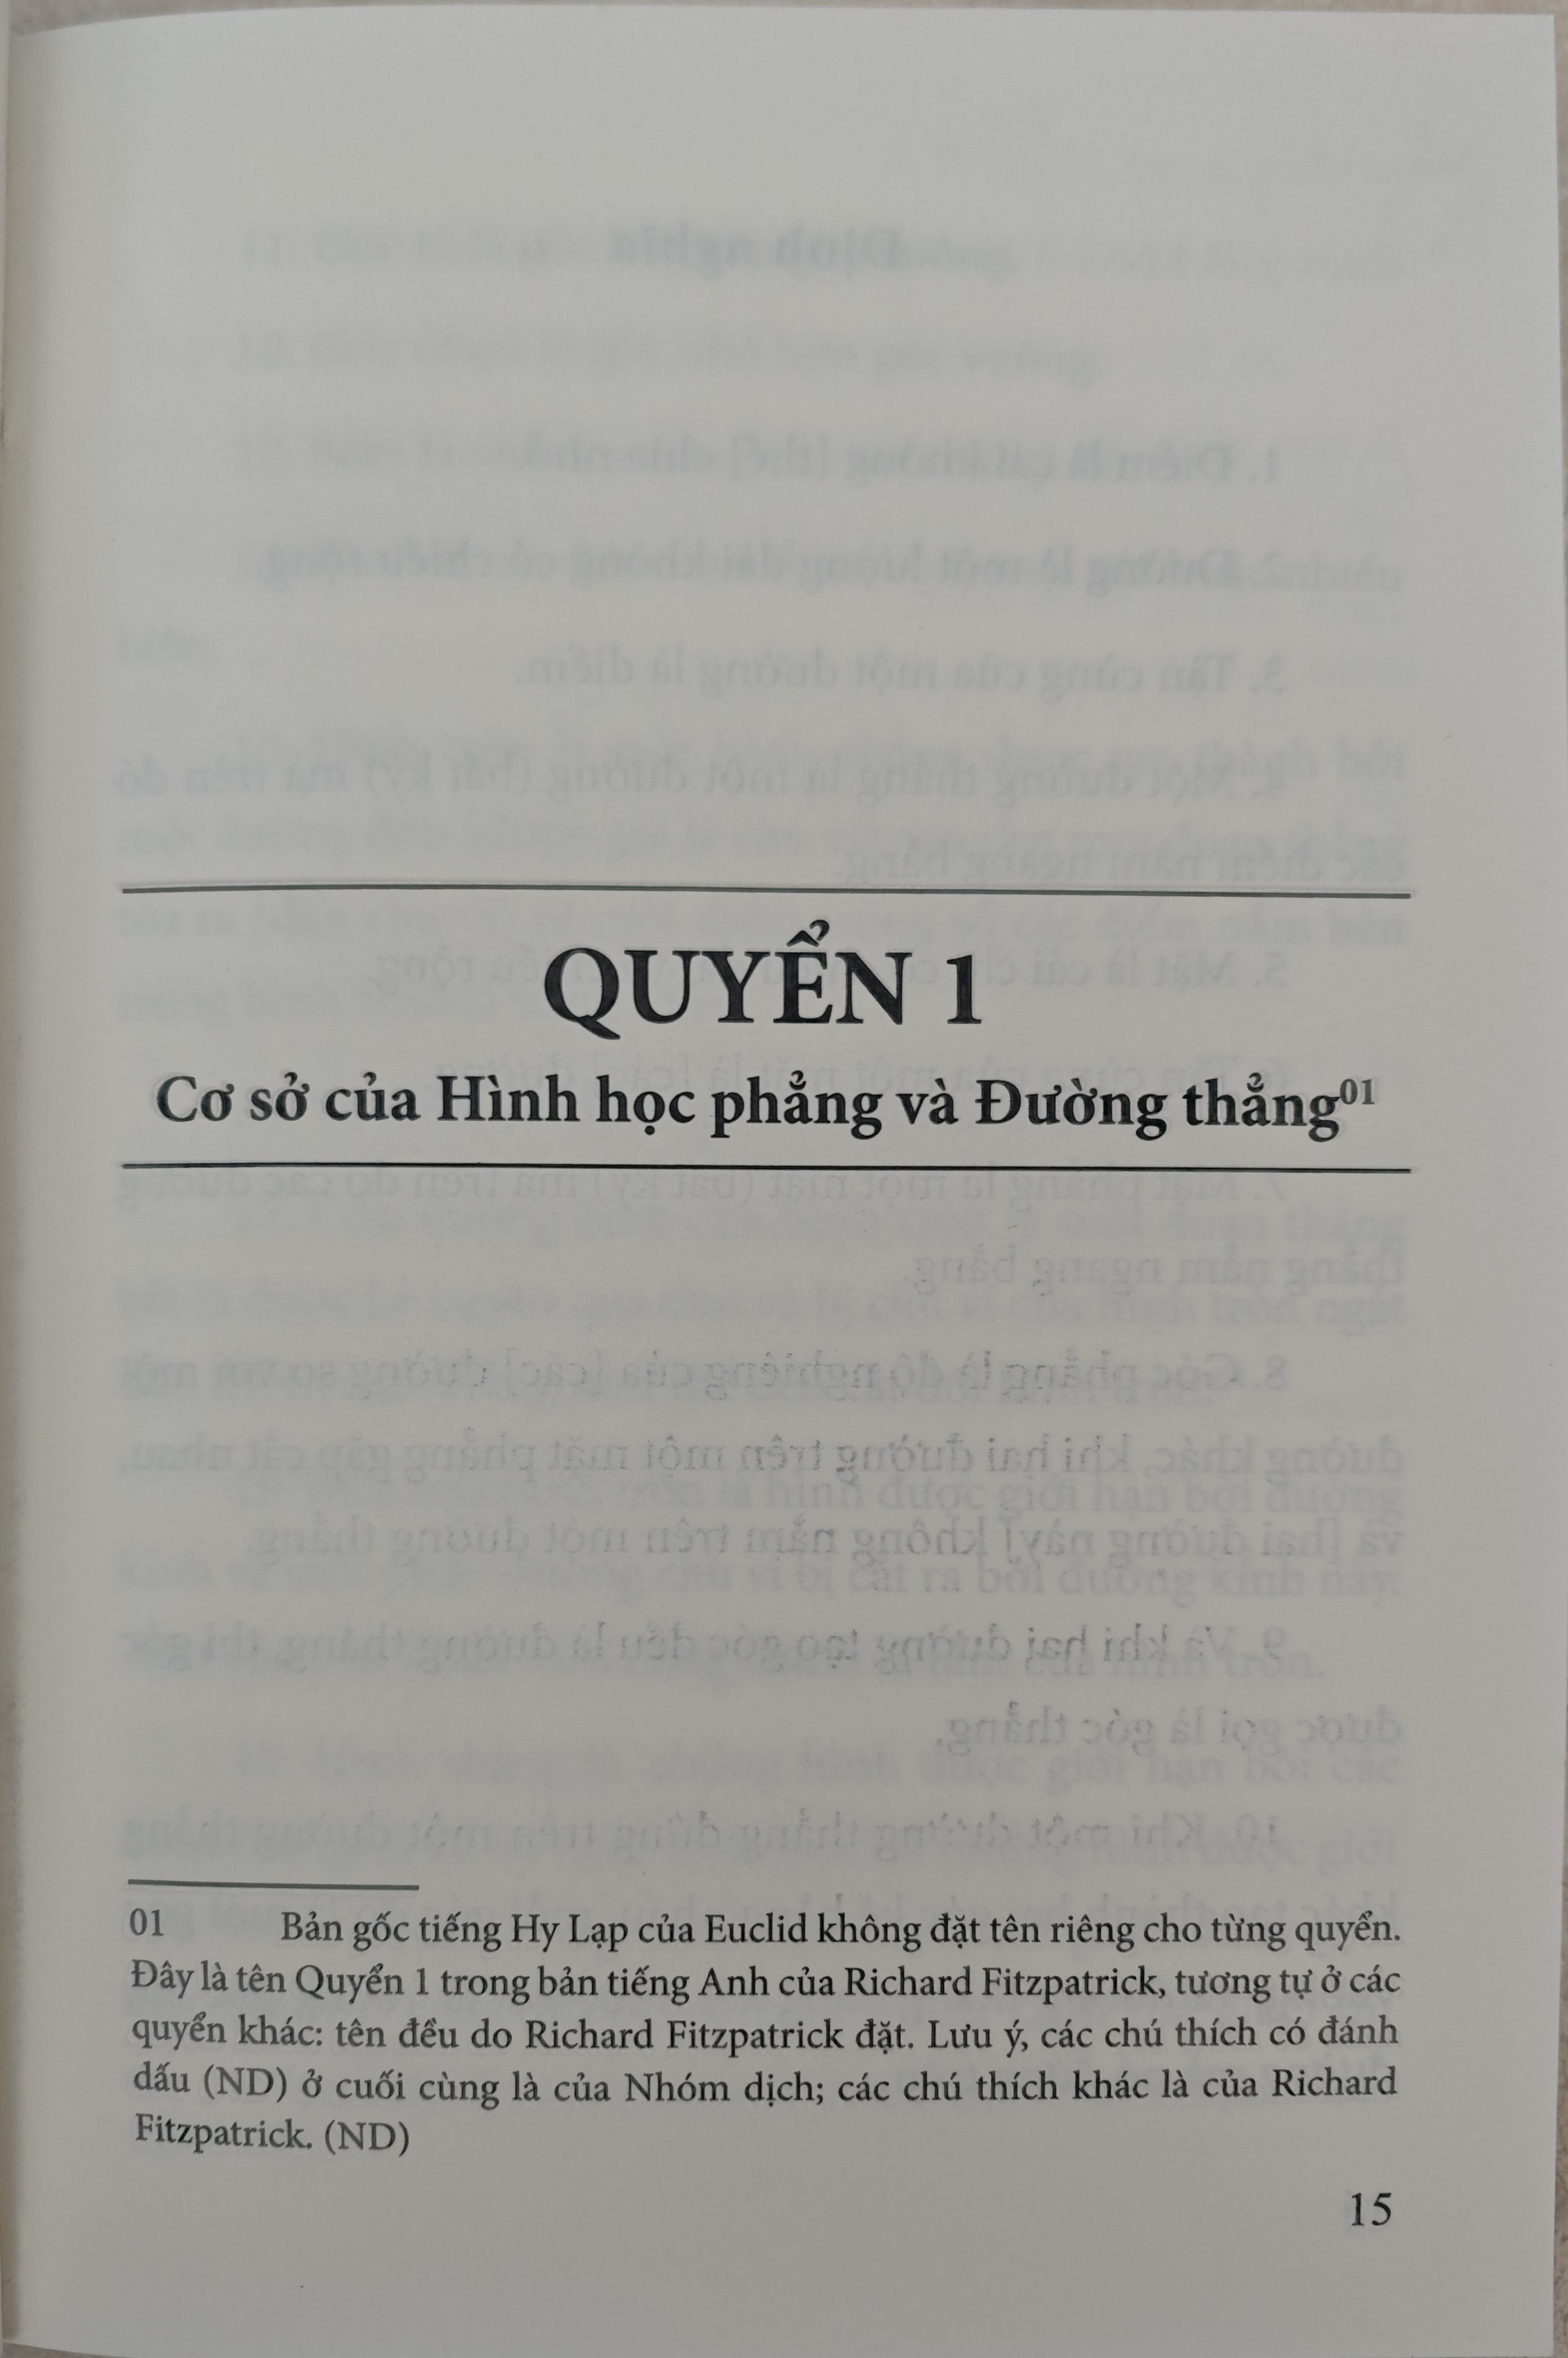 QUYỂN 1
Cơ sở của Hình học phẳng và Đường thẳng01
01 Bản gốc tiếng Hy Lạp của Euclid không đặt tên riêng cho từng quyển.
Đây là tên Quyển 1 trong bản tiếng Anh của Richard Fitzpatrick, tương tự ở các
quyển khác: tên đều do Richard Fitzpatrick đặt. Lưu ý, các chú thích có đánh
dấu (ND) ở cuối cùng là của Nhóm dịch; các chú thích khác là của Richard
Fitzpatrick. (ND)
15